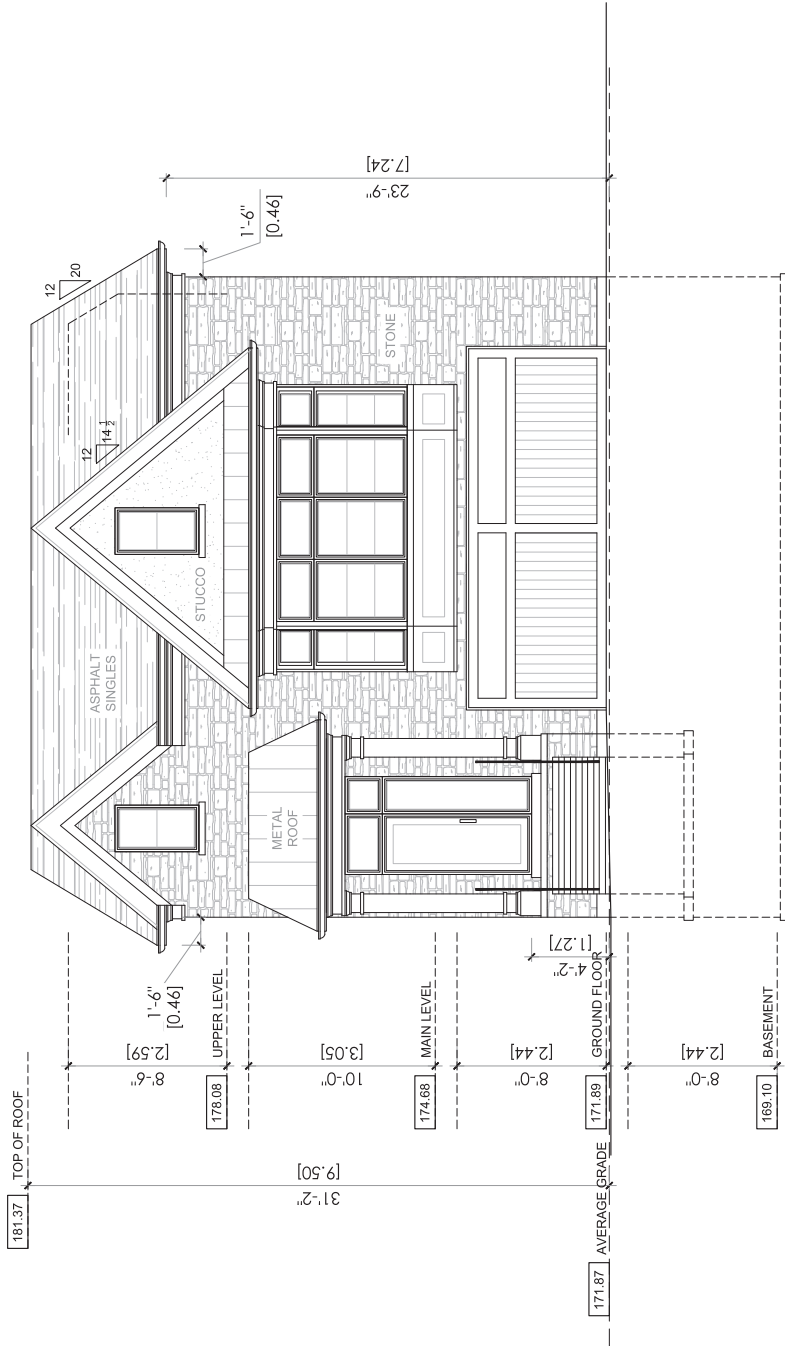 181.37 TOP OF ROOF
31'-2"
[9.50]
171.87 AVERAGE GRADE
8'-6"
[2.59]
178.08 UPPER LEVEL
10'-0"
[3.05]
174.68 MAIN LEVEL
8'-0"
[2.44]
171.89 GROUND FLOOR
8'-0"
[2.44]
169.10 BASEMENT
1'-6"
[0.46]
4'-2"
[1.27]
ASPHALT
SINGLES
METAL
ROOF
STUCCO
STONE
12
14 1/2
12
20
1'-6"
[0.46]
23'-9"
[7.24]